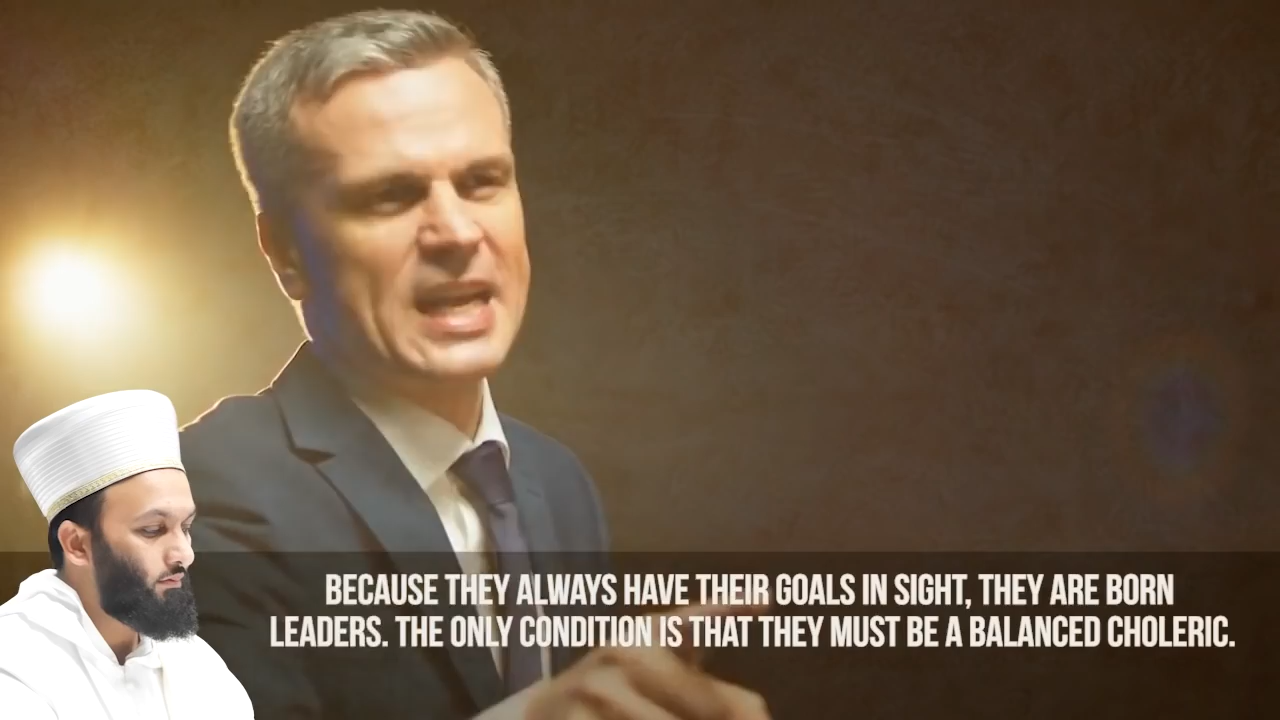 BECAUSE THEY ALWAYS HAVE THEIR GOALS IN SIGHT, THEY ARE BORN
LEADERS. THE ONLY CONDITION IS THAT THEY MUST BE A BALANCED CHOLERIC.